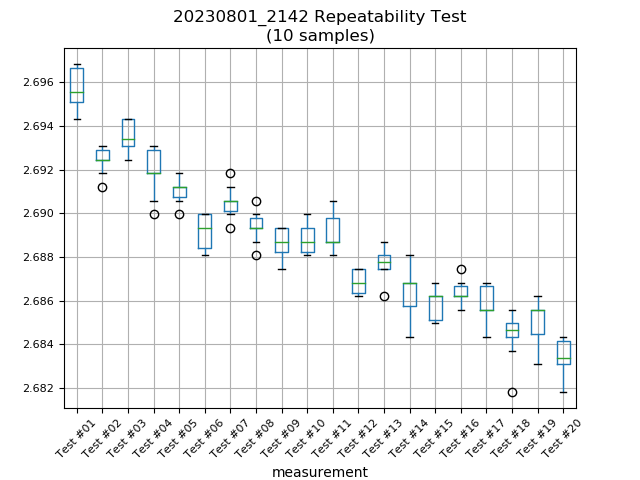 20230801_2142 Repeatability Test
(10 samples)
2.696
2.694
2.692
2.690
2.688
2.686
2.684
2.682
Test #01
Test #02
Test #03
Test #04
Test #05
Test #06
Test #07
Test #08
Test #09
Test #10
Test #11
Test #12
Test #13
Test #14
Test #15
Test #16
Test #17
Test #18
Test #19
Test #20
measurement